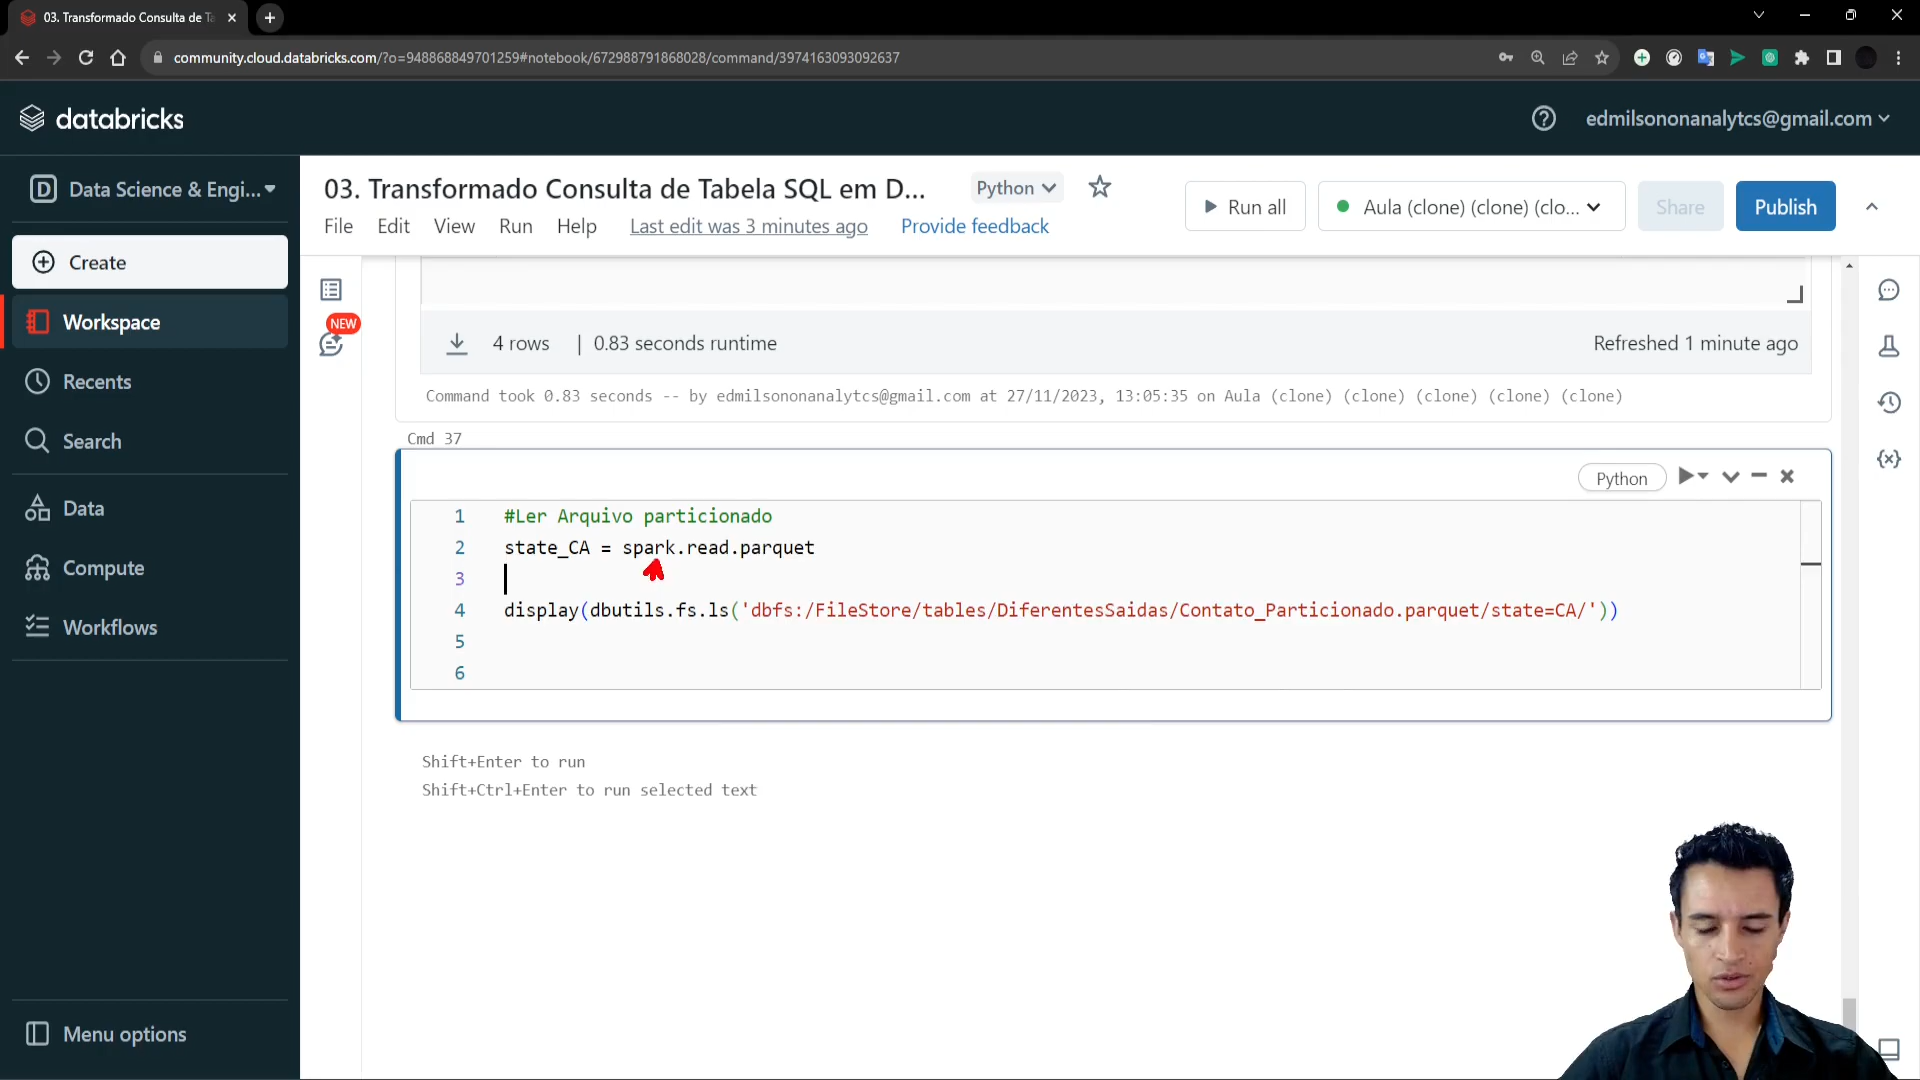 03. Transformado Consulta de Ta
community.cloud.databricks.com/?o=948868849701259#notebook/672988791868028/command/3974163093092637
databricks
edmilsononanalytcs@gmail.com
D Data Science & Engi...
Create
Workspace
Recents
Search
Data
Compute
Workflows
Menu options
03. Transformado Consulta de Tabela SQL em D...
Python
File Edit View Run Help Last edit was 3 minutes ago Provide feedback
Run all
Aula (clone) (clone) (clo...
Share
Publish
NEW
4 rows | 0.83 seconds runtime
Refreshed 1 minute ago
Command took 0.83 seconds -- by edmilsononanalytcs@gmail.com at 27/11/2023, 13:05:35 on Aula (clone) (clone) (clone) (clone) (clone)
Cmd 37
Python
1 #Ler Arquivo particionado
2 state_CA = spark.read.parquet
3
4 display(dbutils.fs.ls('dbfs:/FileStore/tables/DiferentesSaidas/Contato_Particionado.parquet/state=CA/'))
5
6
Shift+Enter to run
Shift+Ctrl+Enter to run selected text